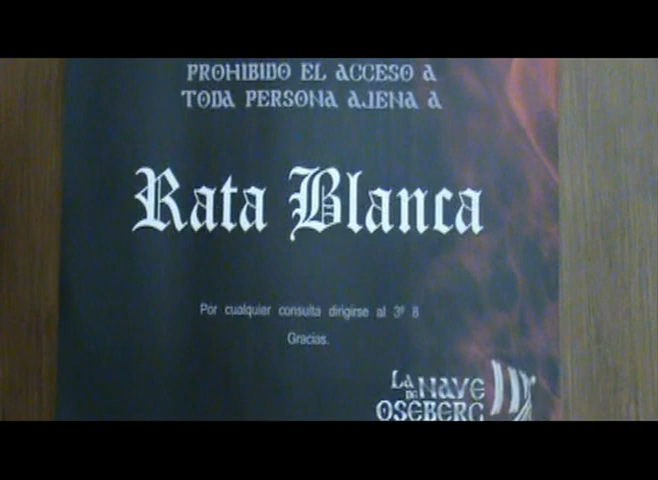 PROHIBIDO EL ACCESO A
TODA PERSONA AJENA A
Rata Blanca
Por cualquier consulta dirigirse al 3º 8
Gracias.
LA NAVE
DE
OSEBERG